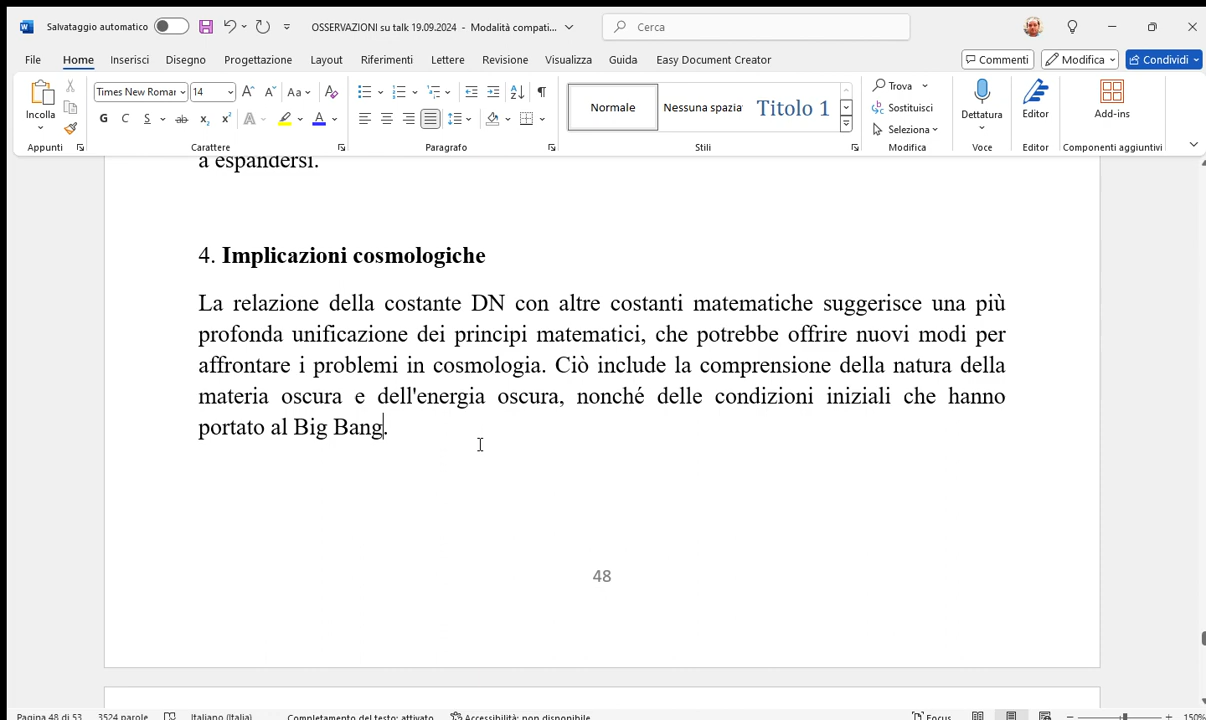 Salvataggio automatico
OSSERVAZIONI su talk 19.09.2024 - Modalità compati...
Cerca
File Home Inserisci Disegno Progettazione Layout Riferimenti Lettere Revisione Visualizza Guida Easy Document Creator
Commenti Modifica Condividi
Incolla
Times New Roman 14
Aa
G C S ab x₂ x² A A
Normale
Nessuna spazia
Titolo 1
Trova
Sostituisci
Seleziona
Dettatura
Editor
Add-ins
Appunti Carattere Paragrafo Stili Modifica Voce Editor Componenti aggiuntivi
a espandersi.
4. Implicazioni cosmologiche
La relazione della costante DN con altre costanti matematiche suggerisce una più
profonda unificazione dei principi matematici, che potrebbe offrire nuovi modi per
affrontare i problemi in cosmologia. Ciò include la comprensione della natura della
materia oscura e dell'energia oscura, nonché delle condizioni iniziali che hanno
portato al Big Bang.
48
Pagina 48 di 53 3524 parole Italiano (Italia) Completamento del testo: attivato Accessibilità: non disponibile Focus 150%